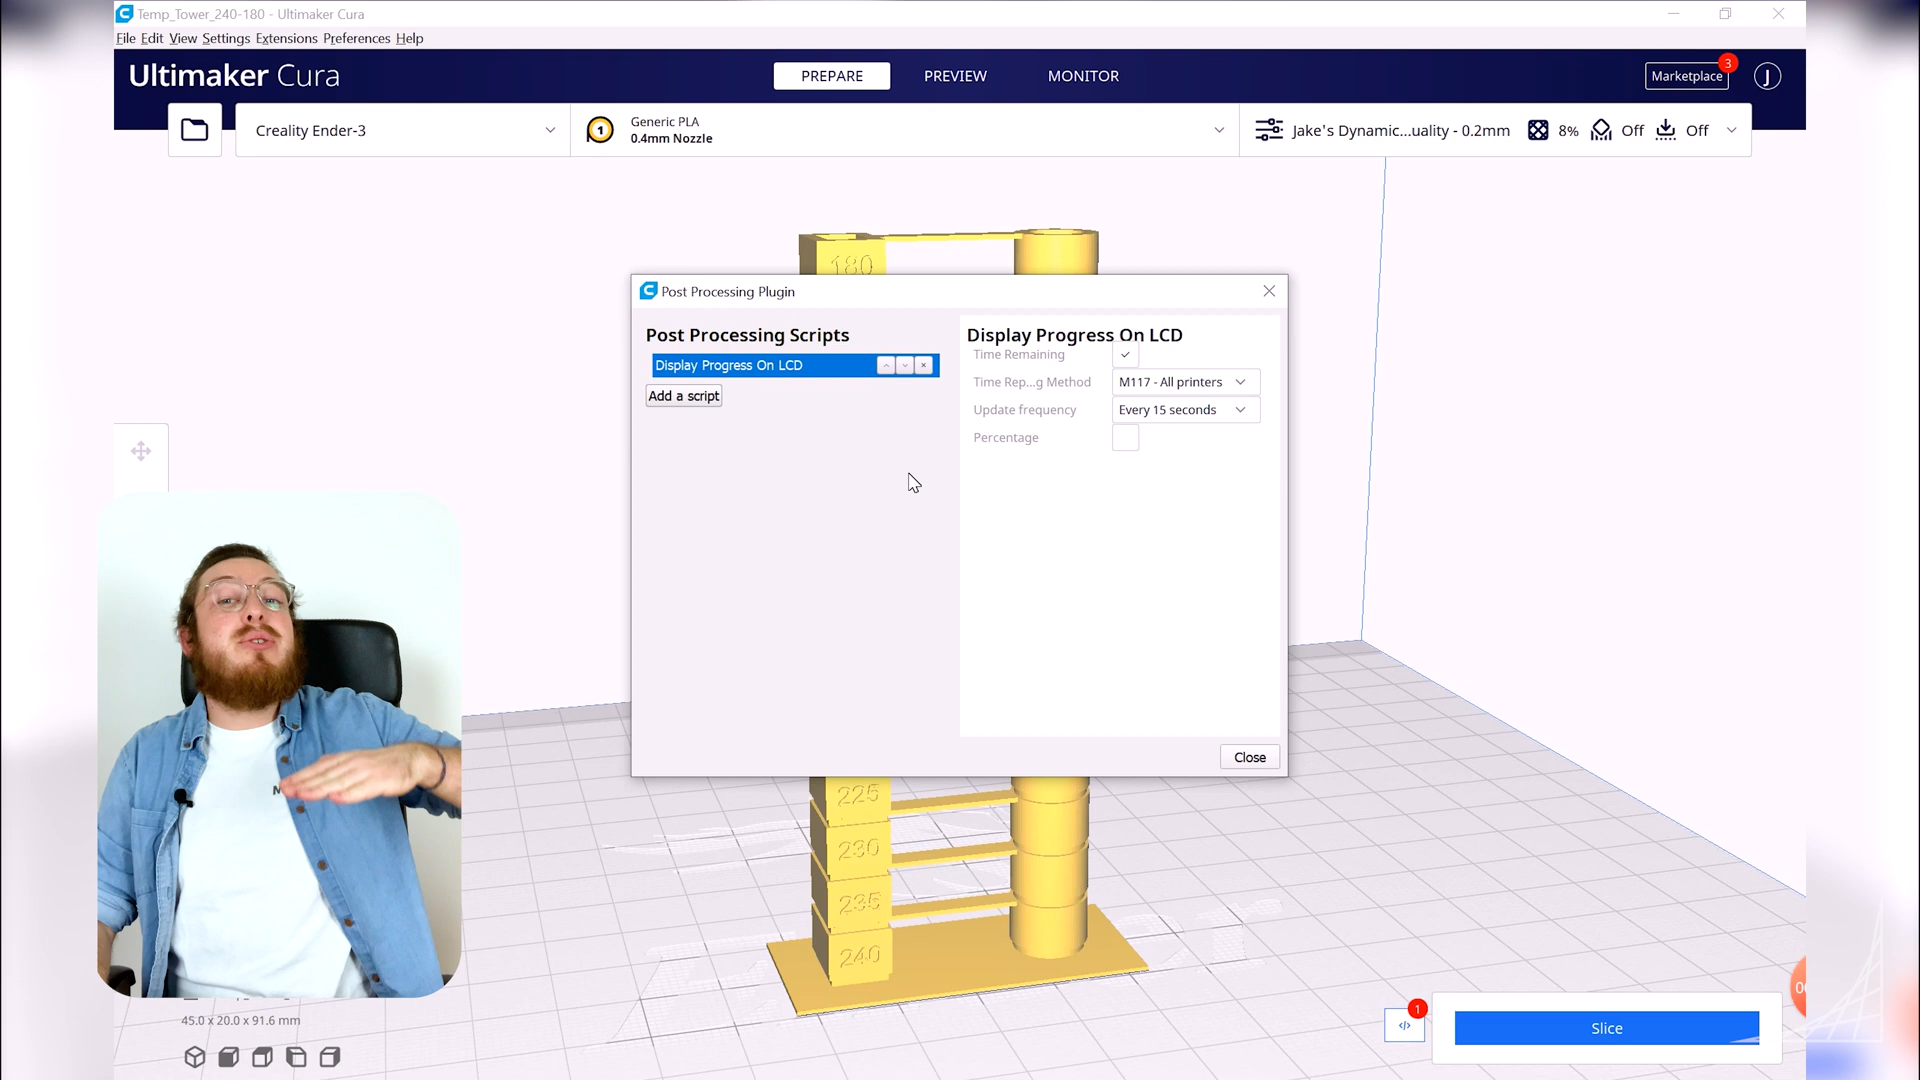 Temp_Tower_240-180 - Ultimaker Cura
File Edit View Settings Extensions Preferences Help
Ultimaker Cura
PREPARE
PREVIEW
MONITOR
Marketplace
3
J
Creality Ender-3
1
Generic PLA
0.4mm Nozzle
Jake's Dynamic...uality - 0.2mm
8%
Off
Off
180
Post Processing Plugin
Post Processing Scripts
Display Progress On LCD
Add a script
Display Progress On LCD
Time Remaining
Time Rep...g Method
M117 - All printers
Update frequency
Every 15 seconds
Percentage
Close
225
230
235
240
45.0 x 20.0 x 91.6 mm
</>
1
Slice